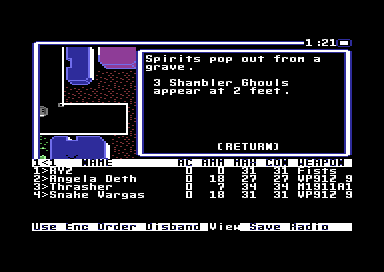 1:21
Spirits pop out from a
grave.
3 Shambler Ghouls
appear at 2 feet.
[RETURN]
1<I> NAME AC AMM MAX CON WEAPON
1>AYZ 0 0 31 31 Fists
2>Angela Deth 0 18 27 27 VP912 9
3>Thrasher 0 7 34 34 M1911A1
4>Snake Vargas 0 18 31 31 VP912 9
Use Enc Order Disband View Save Radio